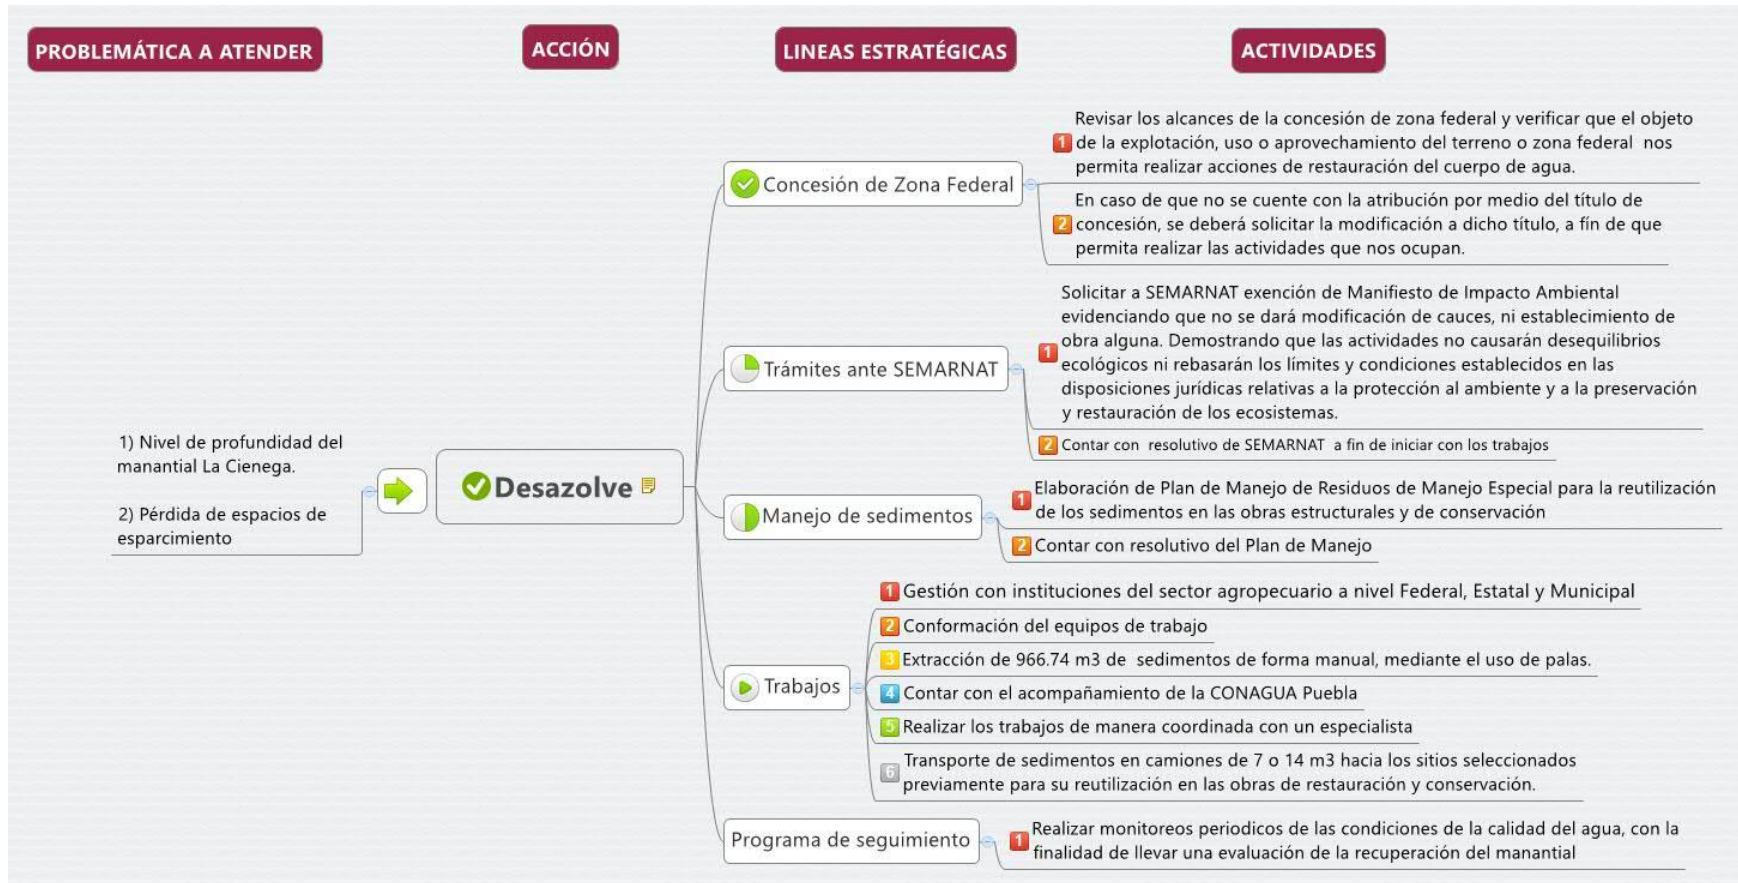 PROBLEMÁTICA A ATENDER
ACCIÓN
LINEAS ESTRATÉGICAS
ACTIVIDADES
1) Nivel de profundidad del
manantial La Cienega.
2) Pérdida de espacios de
esparcimiento
Desazolve
Concesión de Zona Federal
1
Revisar los alcances de la concesión de zona federal y verificar que el objeto
de la explotación, uso o aprovechamiento del terreno o zona federal nos
permita realizar acciones de restauración del cuerpo de agua.
2
En caso de que no se cuente con la atribución por medio del título de
concesión, se deberá solicitar la modificación a dicho título, a fín de que
permita realizar las actividades que nos ocupan.
Trámites ante SEMARNAT
1
Solicitar a SEMARNAT exención de Manifiesto de Impacto Ambiental
evidenciando que no se dará modificación de cauces, ni establecimiento de
obra alguna. Demostrando que las actividades no causarán desequilibrios
ecológicos ni rebasarán los límites y condiciones establecidos en las
disposiciones jurídicas relativas a la protección al ambiente y a la preservación
y restauración de los ecosistemas.
2 Contar con resolutivo de SEMARNAT a fin de iniciar con los trabajos
Manejo de sedimentos
1
Elaboración de Plan de Manejo de Residuos de Manejo Especial para la reutilización
de los sedimentos en las obras estructurales y de conservación
2 Contar con resolutivo del Plan de Manejo
Trabajos
1 Gestión con instituciones del sector agropecuario a nivel Federal, Estatal y Municipal
2 Conformación del equipos de trabajo
3 Extracción de 966.74 m3 de sedimentos de forma manual, mediante el uso de palas.
4 Contar con el acompañamiento de la CONAGUA Puebla
5 Realizar los trabajos de manera coordinada con un especialista
6
Transporte de sedimentos en camiones de 7 o 14 m3 hacia los sitios seleccionados
previamente para su reutilización en las obras de restauración y conservación.
Programa de seguimiento
1
Realizar monitoreos periodicos de las condiciones de la calidad del agua, con la
finalidad de llevar una evaluación de la recuperación del manantial